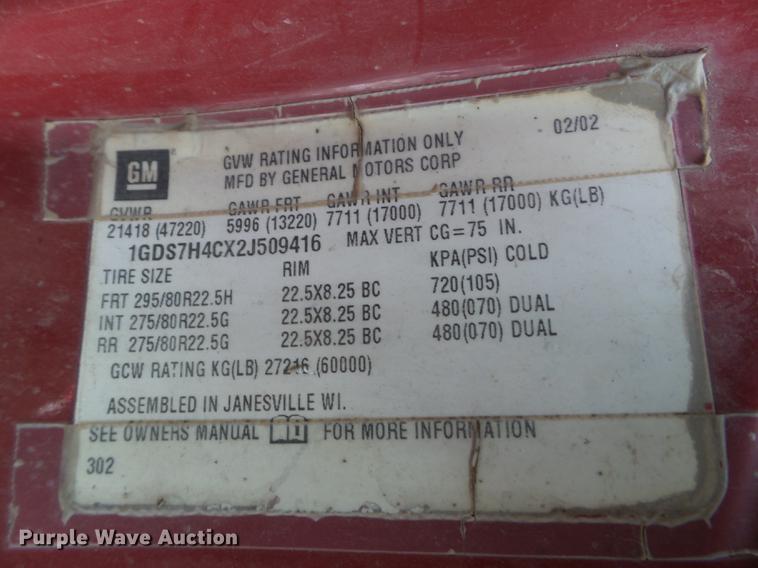 GM
GVW RATING INFORMATION ONLY 02/02
MFD BY GENERAL MOTORS CORP
GVWR GAWR FRT GAWR INT GAWR RR
21418 (47220) 5996 (13220) 7711 (17000) 7711 (17000) KG(LB)
1GDS7H4CX2J509416 MAX VERT CG=75 IN.
TIRE SIZE RIM KPA(PSI) COLD
FRT 295/80R22.5H 22.5X8.25 BC 720(105)
INT 275/80R22.5G 22.5X8.25 BC 480(070) DUAL
RR 275/80R22.5G 22.5X8.25 BC 480(070) DUAL
GCW RATING KG(LB) 27216 (60000)
ASSEMBLED IN JANESVILLE WI.
SEE OWNERS MANUAL FOR MORE INFORMATION
302
Purple Wave Auction®